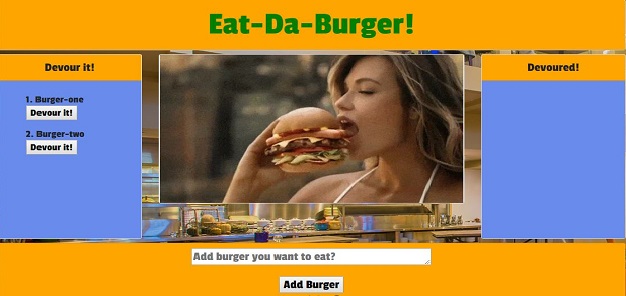 Eat-Da-Burger!
Devour it!
Devoured!
1. Burger-one
Devour it!
2. Burger-two
Devour it!
Add burger you want to eat?
Add Burger